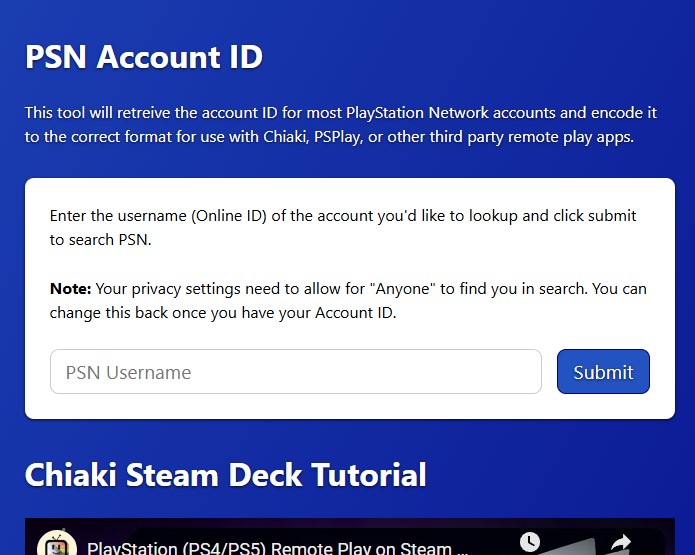 PSN Account ID
This tool will retreive the account ID for most PlayStation Network accounts and encode it
to the correct format for use with Chiaki, PSPlay, or other third party remote play apps.
Enter the username (Online ID) of the account you'd like to lookup and click submit
to search PSN.
Note: Your privacy settings need to allow for "Anyone" to find you in search. You can
change this back once you have your Account ID.
PSN Username
Submit
Chiaki Steam Deck Tutorial
PlayStation (PS4/PS5) Remote Play on Steam ...